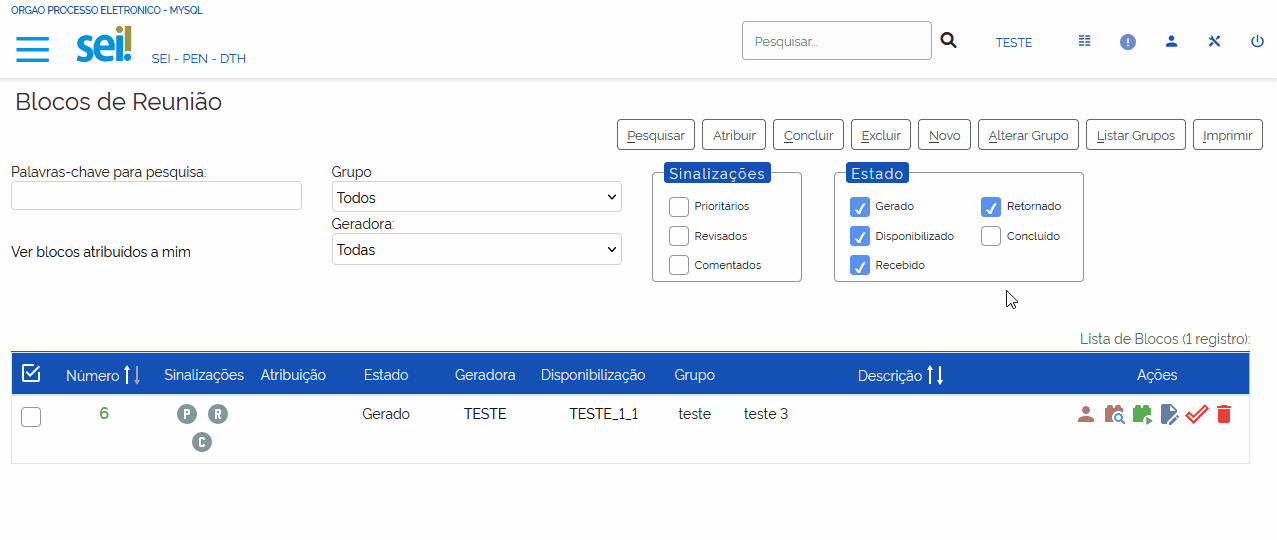 ORGAO PROCESSO ELETRONICO - MYSQL
sei!
SEI - PEN - DTH
Pesquisar...
TESTE
Blocos de Reunião
Pesquisar Atribuir Concluir Excluir Novo Alterar Grupo Listar Grupos Imprimir
Palavras-chave para pesquisa:
Ver blocos atribuídos a mim
Grupo
Todos
Geradora:
Todas
Sinalizações
Prioritários
Revisados
Comentados
Estado
Gerado Retornado
Disponibilizado Concluído
Recebido
Lista de Blocos (1 registro):
Número Sinalizações Atribuição Estado Geradora Disponibilização Grupo Descrição Ações
6 P R Gerado TESTE TESTE_1_1 teste teste 3
C